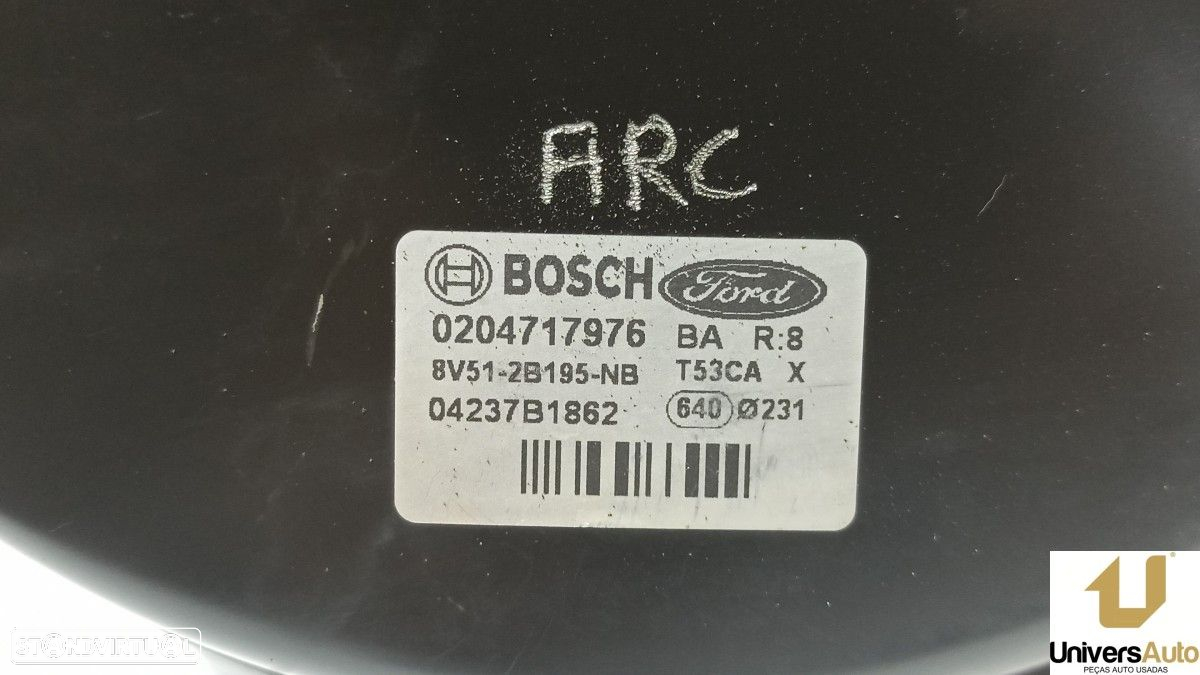 ARC
BOSCH Ford
0204717976 BA R:8
8V51-2B195-NB T53CA X
04237B1862 640 Ø231
STANDVIRTUAL
UniversAuto
PEÇAS AUTO USADAS